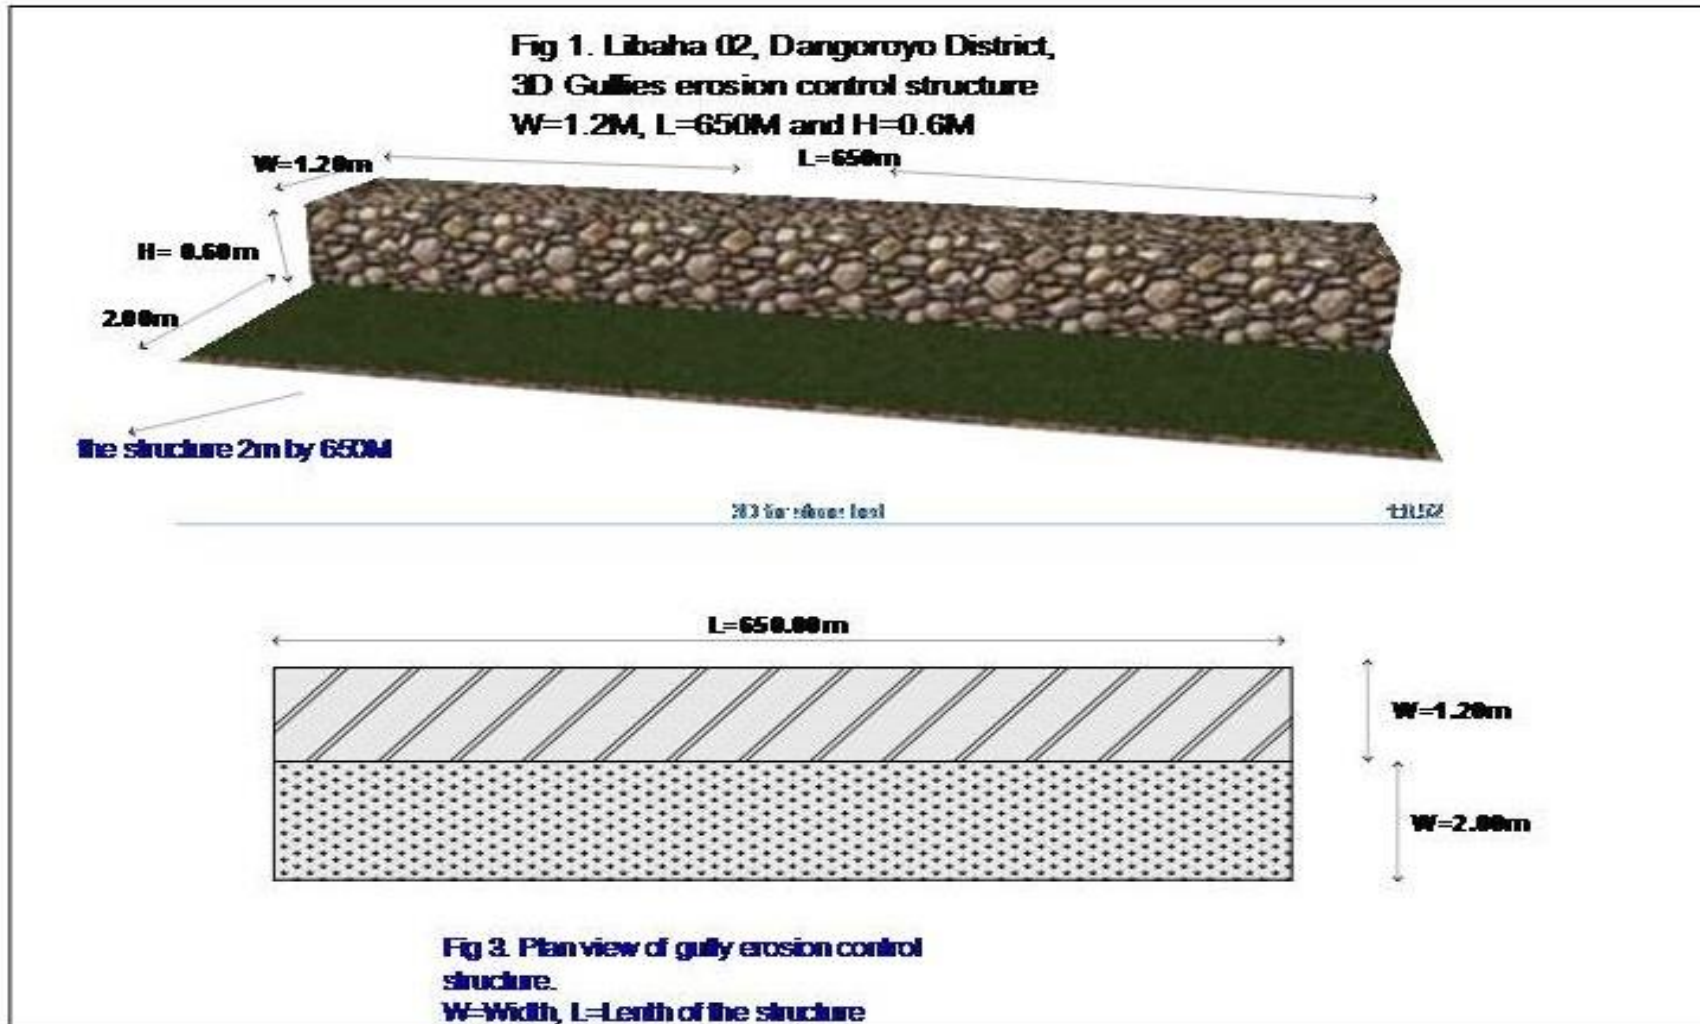 Fig 1. Libaha 02, Dangoroyo District,
3D Gullies erosion control structure
W=1.2M, L=650M and H=0.6M
W=1.20m
L=650m
H= 0.60m
2.00m
the structure 2m by 650M
L=650.00m
W=1.20m
W=2.00m
Fig 3. Plan view of gully erosion control
structure.
W=Width, L=Lenth of the structure